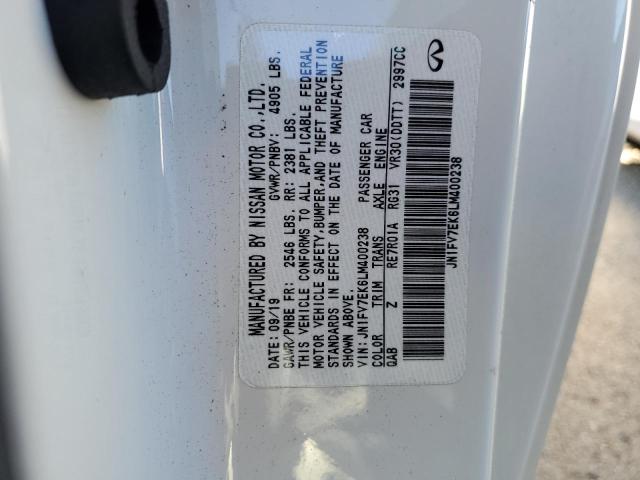 MANUFACTURED BY NISSAN MOTOR CO.,LTD.
DATE: 09/19 GVWR/PNBV: 4905 LBS.
GAWR/PNBE FR: 2546 LBS. RR: 2381 LBS.
THIS VEHICLE CONFORMS TO ALL APPLICABLE FEDERAL
MOTOR VEHICLE SAFETY,BUMPER,AND THEFT PREVENTION
STANDARDS IN EFFECT ON THE DATE OF MANUFACTURE
SHOWN ABOVE.
VIN:JN1FV7EK6LM400238 PASSENGER CAR
COLOR TRIM TRANS AXLE ENGINE
QAB Z RE7R01A RG31 VR30(DDTT) 2997CC
JN1FV7EK6LM400238